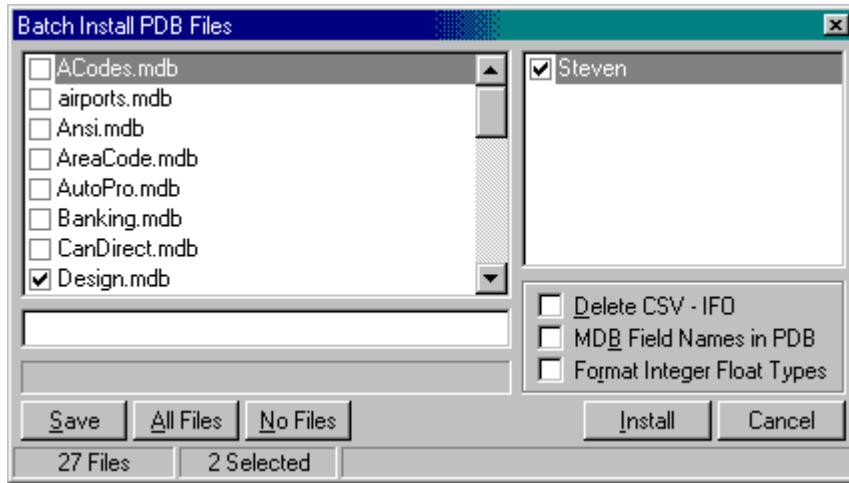 Batch Install PDB Files
ACodes.mdb
airports.mdb
Ansi.mdb
AreaCode.mdb
AutoPro.mdb
Banking.mdb
CanDirect.mdb
Design.mdb
Steven
Delete CSV - IFO
MDB Field Names in PDB
Format Integer Float Types
Save All Files No Files Install Cancel
27 Files 2 Selected